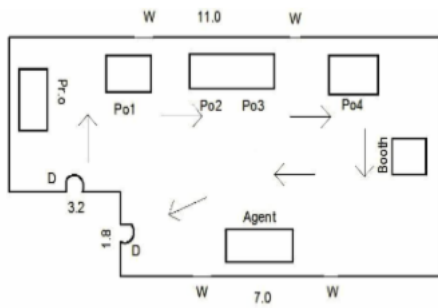 W 11.0 W
Pr.o
Po1
Po2 Po3
Po4
Booth
D
3.2
1.8
D
Agent
W 7.0 W